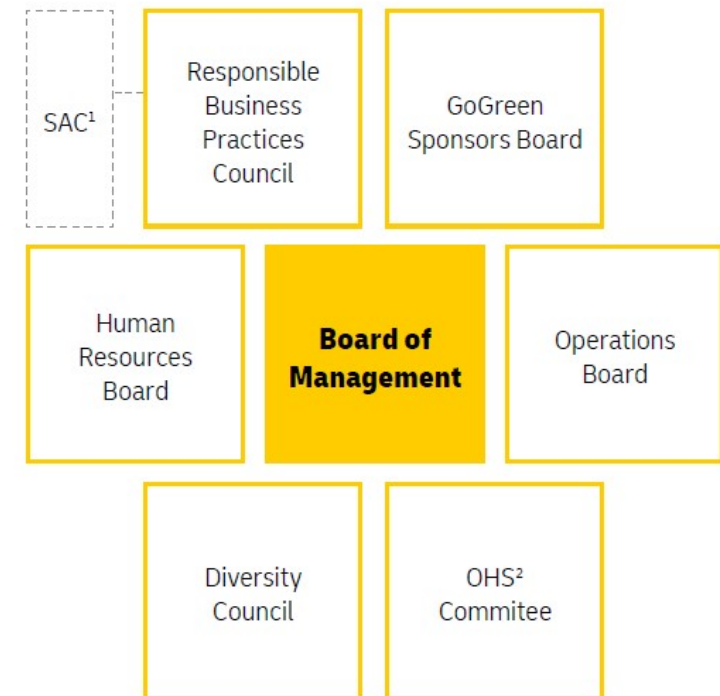 SAC¹
Responsible
Business
Practices
Council
GoGreen
Sponsors Board
Human
Resources
Board
Board of
Management
Operations
Board
Diversity
Council
OHS²
Commitee